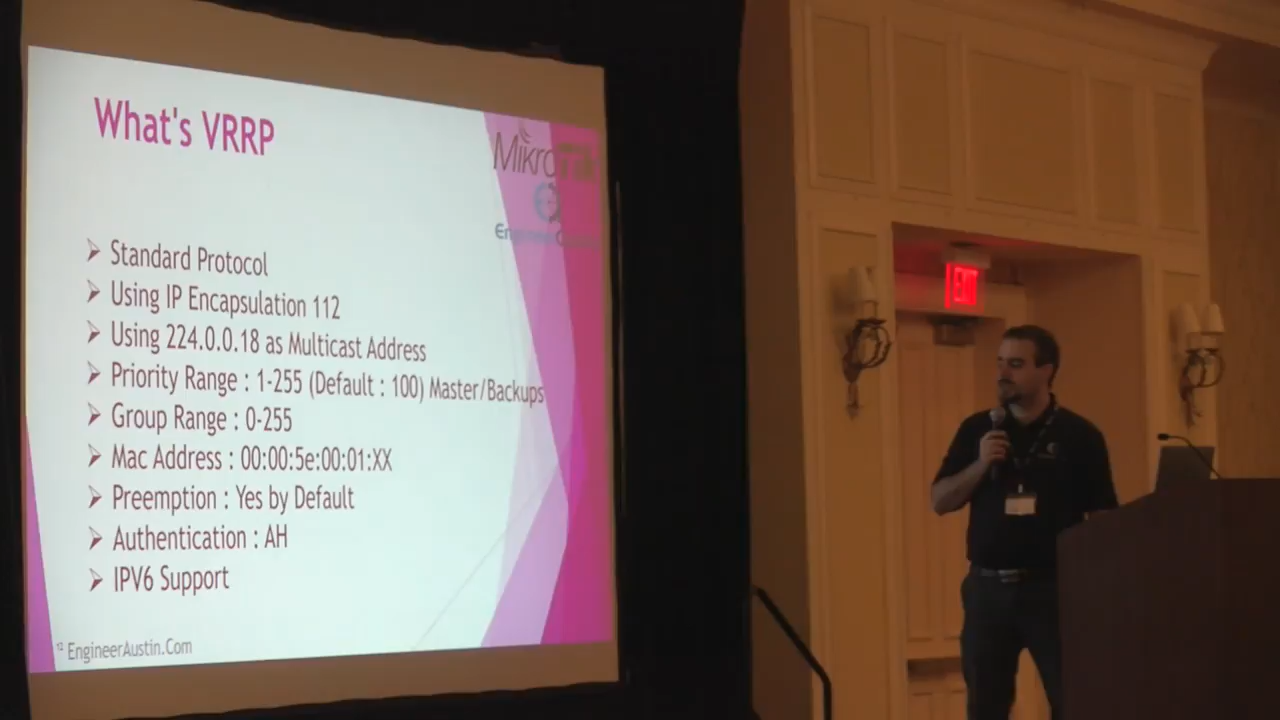 What's VRRP
MikroTik
Standard Protocol
Using IP Encapsulation 112
Using 224.0.0.18 as Multicast Address
Priority Range : 1-255 (Default : 100) Master/Backups
Group Range : 0-255
Mac Address : 00:00:5e:00:01:XX
Preemption : Yes by Default
Authentication : AH
IPV6 Support
12 EngineerAustin.Com
EXIT